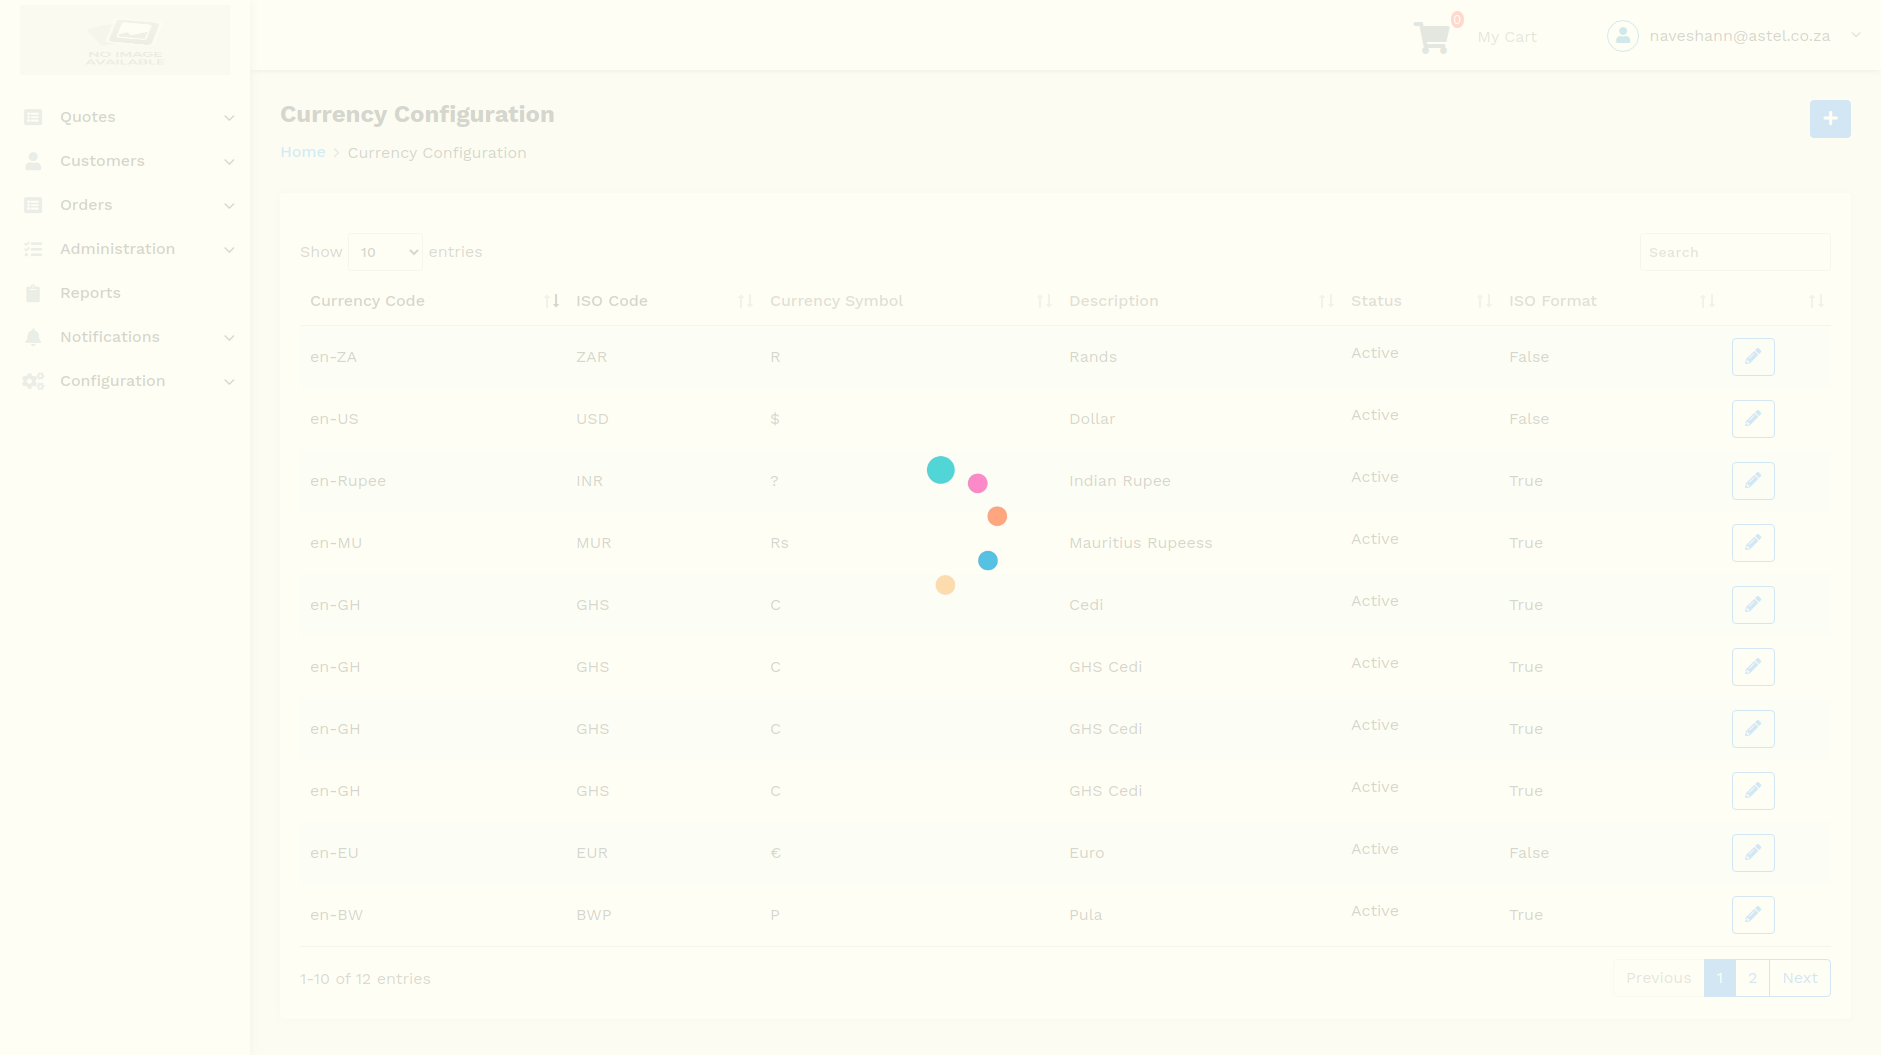 NO IMAGE
AVAILABLE
0
My Cart
naveshann@astel.co.za
Quotes
Customers
Orders
Administration
Reports
Notifications
Configuration
Currency Configuration
Home > Currency Configuration
Show 10 entries
Search
Currency Code ISO Code Currency Symbol Description Status ISO Format
en-ZA ZAR R Rands Active False
en-US USD $ Dollar Active False
en-Rupee INR ? Indian Rupee Active True
en-MU MUR Rs Mauritius Rupeess Active True
en-GH GHS C Cedi Active True
en-GH GHS C GHS Cedi Active True
en-GH GHS C GHS Cedi Active True
en-GH GHS C GHS Cedi Active True
en-EU EUR € Euro Active False
en-BW BWP P Pula Active True
1-10 of 12 entries
Previous 1 2 Next